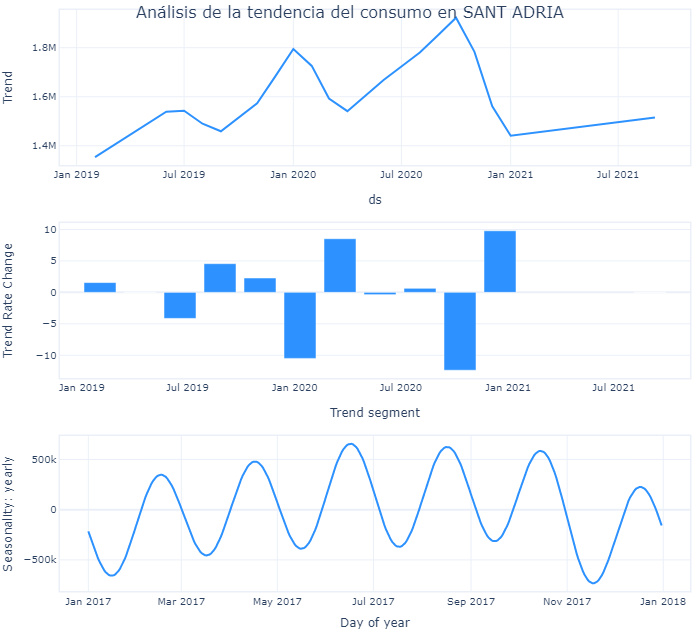 Análisis de la tendencia del consumo en SANT ADRIA
Trend
1.8M
1.6M
1.4M
Jan 2019 Jul 2019 Jan 2020 Jul 2020 Jan 2021 Jul 2021
ds
Trend Rate Change
10
5
0
−5
−10
Jan 2019 Jul 2019 Jan 2020 Jul 2020 Jan 2021 Jul 2021
Trend segment
Seasonality: yearly
500k
0
−500k
Jan 2017 Mar 2017 May 2017 Jul 2017 Sep 2017 Nov 2017 Jan 2018
Day of year